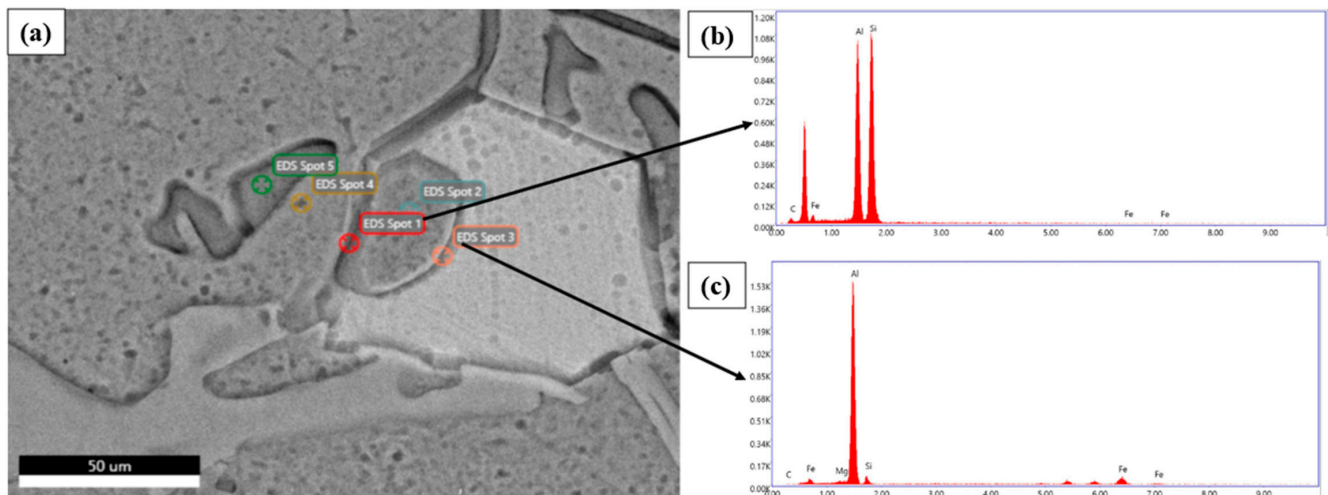 (a)
EDS Spot 5
EDS Spot 4
EDS Spot 2
EDS Spot 1
EDS Spot 3
50 um
(b)
1.20K
1.08K
0.96K
0.84K
0.72K
0.60K
0.48K
0.36K
0.24K
0.12K
0.00K
C
Fe
Al
Si
Fe
Fe
0.00
1.00
2.00
3.00
4.00
5.00
6.00
7.00
8.00
9.00
(c)
1.53K
1.36K
1.19K
1.02K
0.85K
0.68K
0.51K
0.34K
0.17K
0.00K
C
Fe
Mg
Al
Si
Fe
Fe
0.00
1.00
2.00
3.00
4.00
5.00
6.00
7.00
8.00
9.00